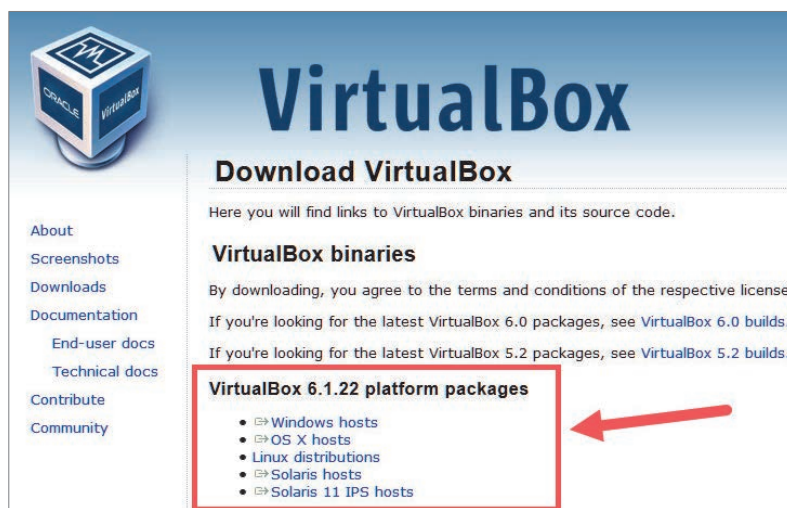 ORACLE
VirtualBox
VirtualBox
Download VirtualBox
Here you will find links to VirtualBox binaries and its source code.
About
Screenshots
Downloads
Documentation
End-user docs
Technical docs
Contribute
Community
VirtualBox binaries
By downloading, you agree to the terms and conditions of the respective license
If you're looking for the latest VirtualBox 6.0 packages, see VirtualBox 6.0 builds.
If you're looking for the latest VirtualBox 5.2 packages, see VirtualBox 5.2 builds.
VirtualBox 6.1.22 platform packages
Windows hosts
OS X hosts
Linux distributions
Solaris hosts
Solaris 11 IPS hosts